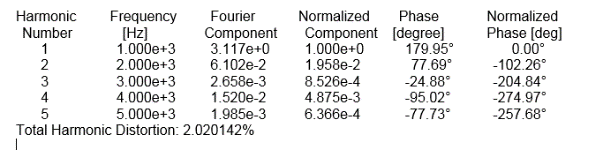 Harmonic Frequency Fourier Normalized Phase Normalized
Number [Hz] Component Component [degree] Phase [deg]
1 1.000e+3 3.117e+0 1.000e+0 179.95° 0.00°
2 2.000e+3 6.102e-2 1.958e-2 77.69° -102.26°
3 3.000e+3 2.658e-3 8.526e-4 -24.88° -204.84°
4 4.000e+3 1.520e-2 4.875e-3 -95.02° -274.97°
5 5.000e+3 1.985e-3 6.366e-4 -77.73° -257.68°
Total Harmonic Distortion: 2.020142%